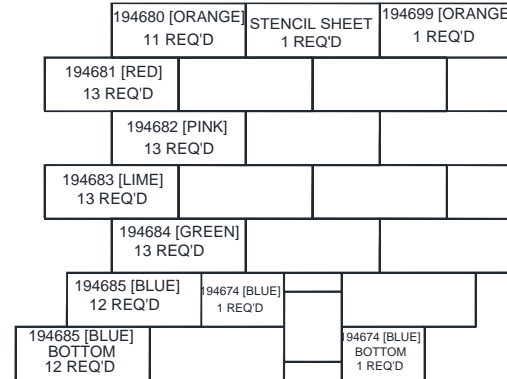 194680 [ORANGE]
11 REQ'D
STENCIL SHEET
1 REQ'D
194699 [ORANGE
1 REQ'D
194681 [RED]
13 REQ'D
194682 [PINK]
13 REQ'D
194683 [LIME]
13 REQ'D
194684 [GREEN]
13 REQ'D
194685 [BLUE]
12 REQ'D
194674 [BLUE]
1 REQ'D
194685 [BLUE]
BOTTOM
12 REQ'D
194674 [BLUE]
BOTTOM
1 REQ'D